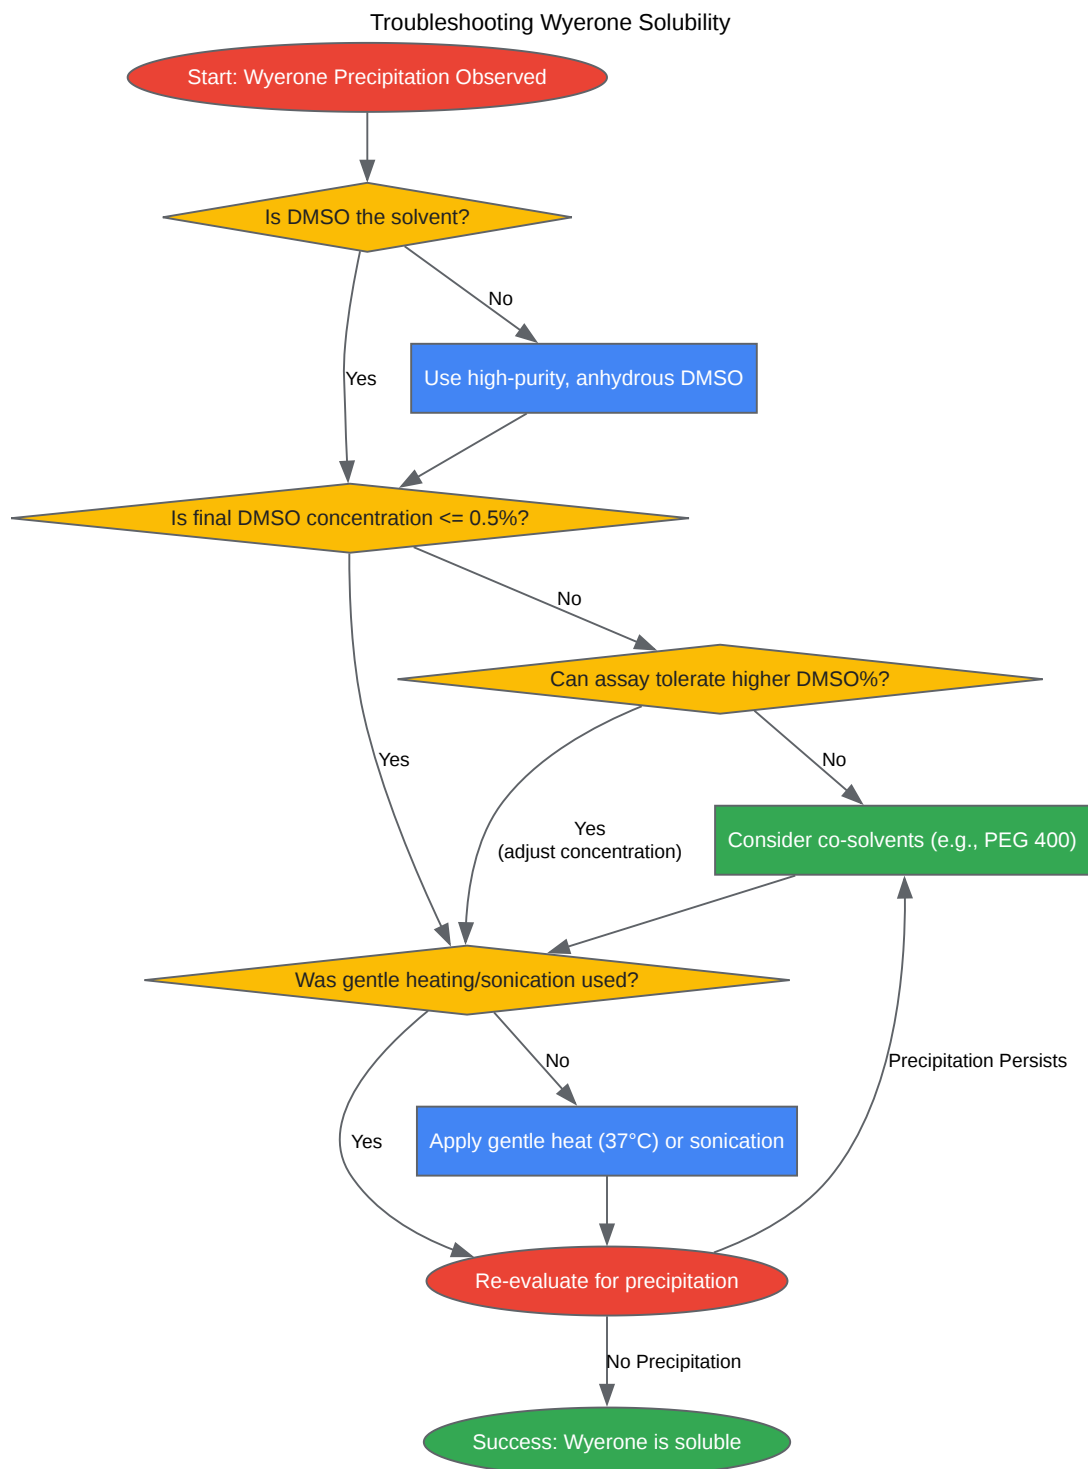 Troubleshooting Wyerone Solubility
Start: Wyerone Precipitation Observed
Is DMSO the solvent?
No
Yes
Use high-purity, anhydrous DMSO
Is final DMSO concentration <= 0.5%?
No
Can assay tolerate higher DMSO%?
Yes
No
Yes
(adjust concentration)
Consider co-solvents (e.g., PEG 400)
Was gentle heating/sonication used?
No
Precipitation Persists
Yes
Apply gentle heat (37°C) or sonication
Re-evaluate for precipitation
No Precipitation
Success: Wyerone is soluble